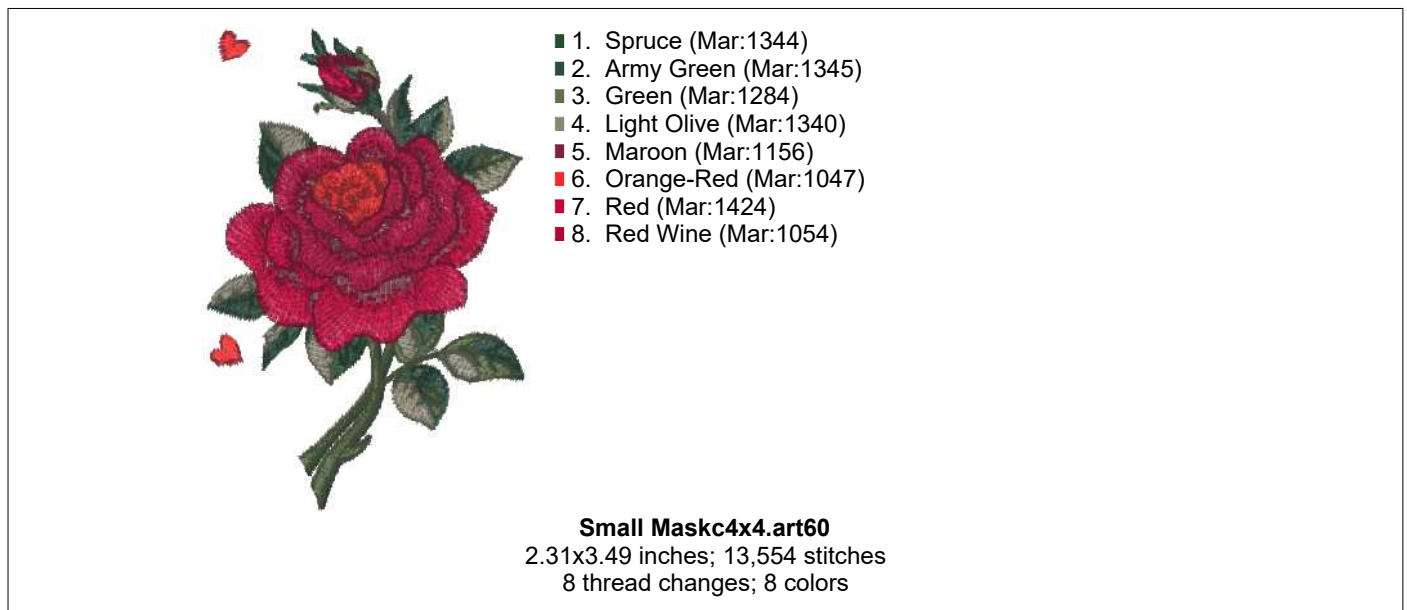 1. Spruce (Mar:1344)
2. Army Green (Mar:1345)
3. Green (Mar:1284)
4. Light Olive (Mar:1340)
5. Maroon (Mar:1156)
6. Orange-Red (Mar:1047)
7. Red (Mar:1424)
8. Red Wine (Mar:1054)
Small Maskc4x4.art60
2.31x3.49 inches; 13,554 stitches
8 thread changes; 8 colors